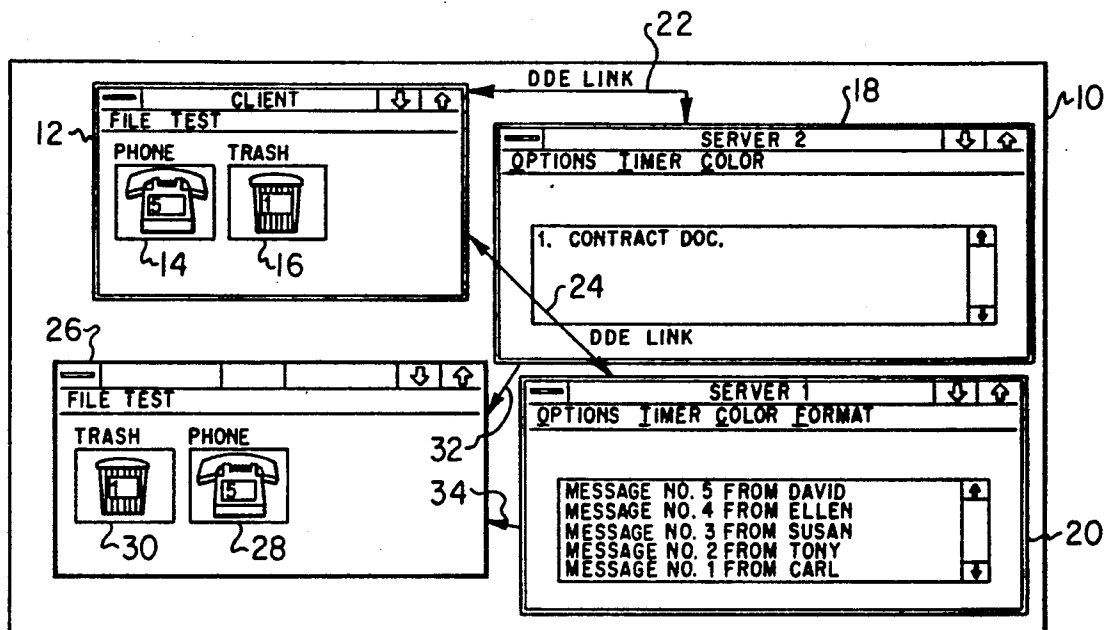 22
DDE LINK
18
10
CLIENT
12
FILE TEST
PHONE TRASH
5 1
14 16
SERVER 2
OPTIONS TIMER COLOR
1. CONTRACT DOC.
24
DDE LINK
26
FILE TEST
TRASH PHONE
1 5
30 28
32
34
SERVER 1
OPTIONS TIMER COLOR FORMAT
MESSAGE NO. 5 FROM DAVID
MESSAGE NO. 4 FROM ELLEN
MESSAGE NO. 3 FROM SUSAN
MESSAGE NO. 2 FROM TONY
MESSAGE NO. 1 FROM CARL
20